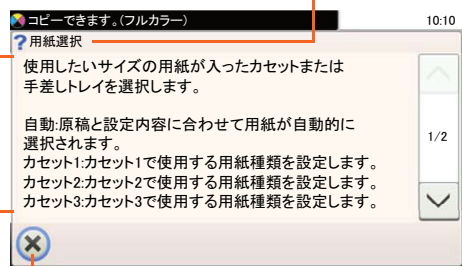 コピーできます。(フルカラー)
10:10
?用紙選択
使用したいサイズの用紙が入ったカセットまたは
手差しトレイを選択します。
自動:原稿と設定内容に合わせて用紙が自動的に
選択されます。
カセット1:カセット1で使用する用紙種類を設定します。
カセット2:カセット2で使用する用紙種類を設定します。
カセット3:カセット3で使用する用紙種類を設定します。
1/2